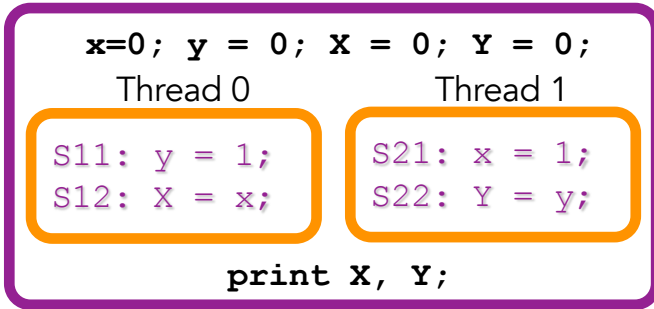 x=0; y = 0; X = 0; Y = 0;
Thread 0 Thread 1
S11: y = 1; S21: x = 1;
S12: X = x; S22: Y = y;
print X, Y;